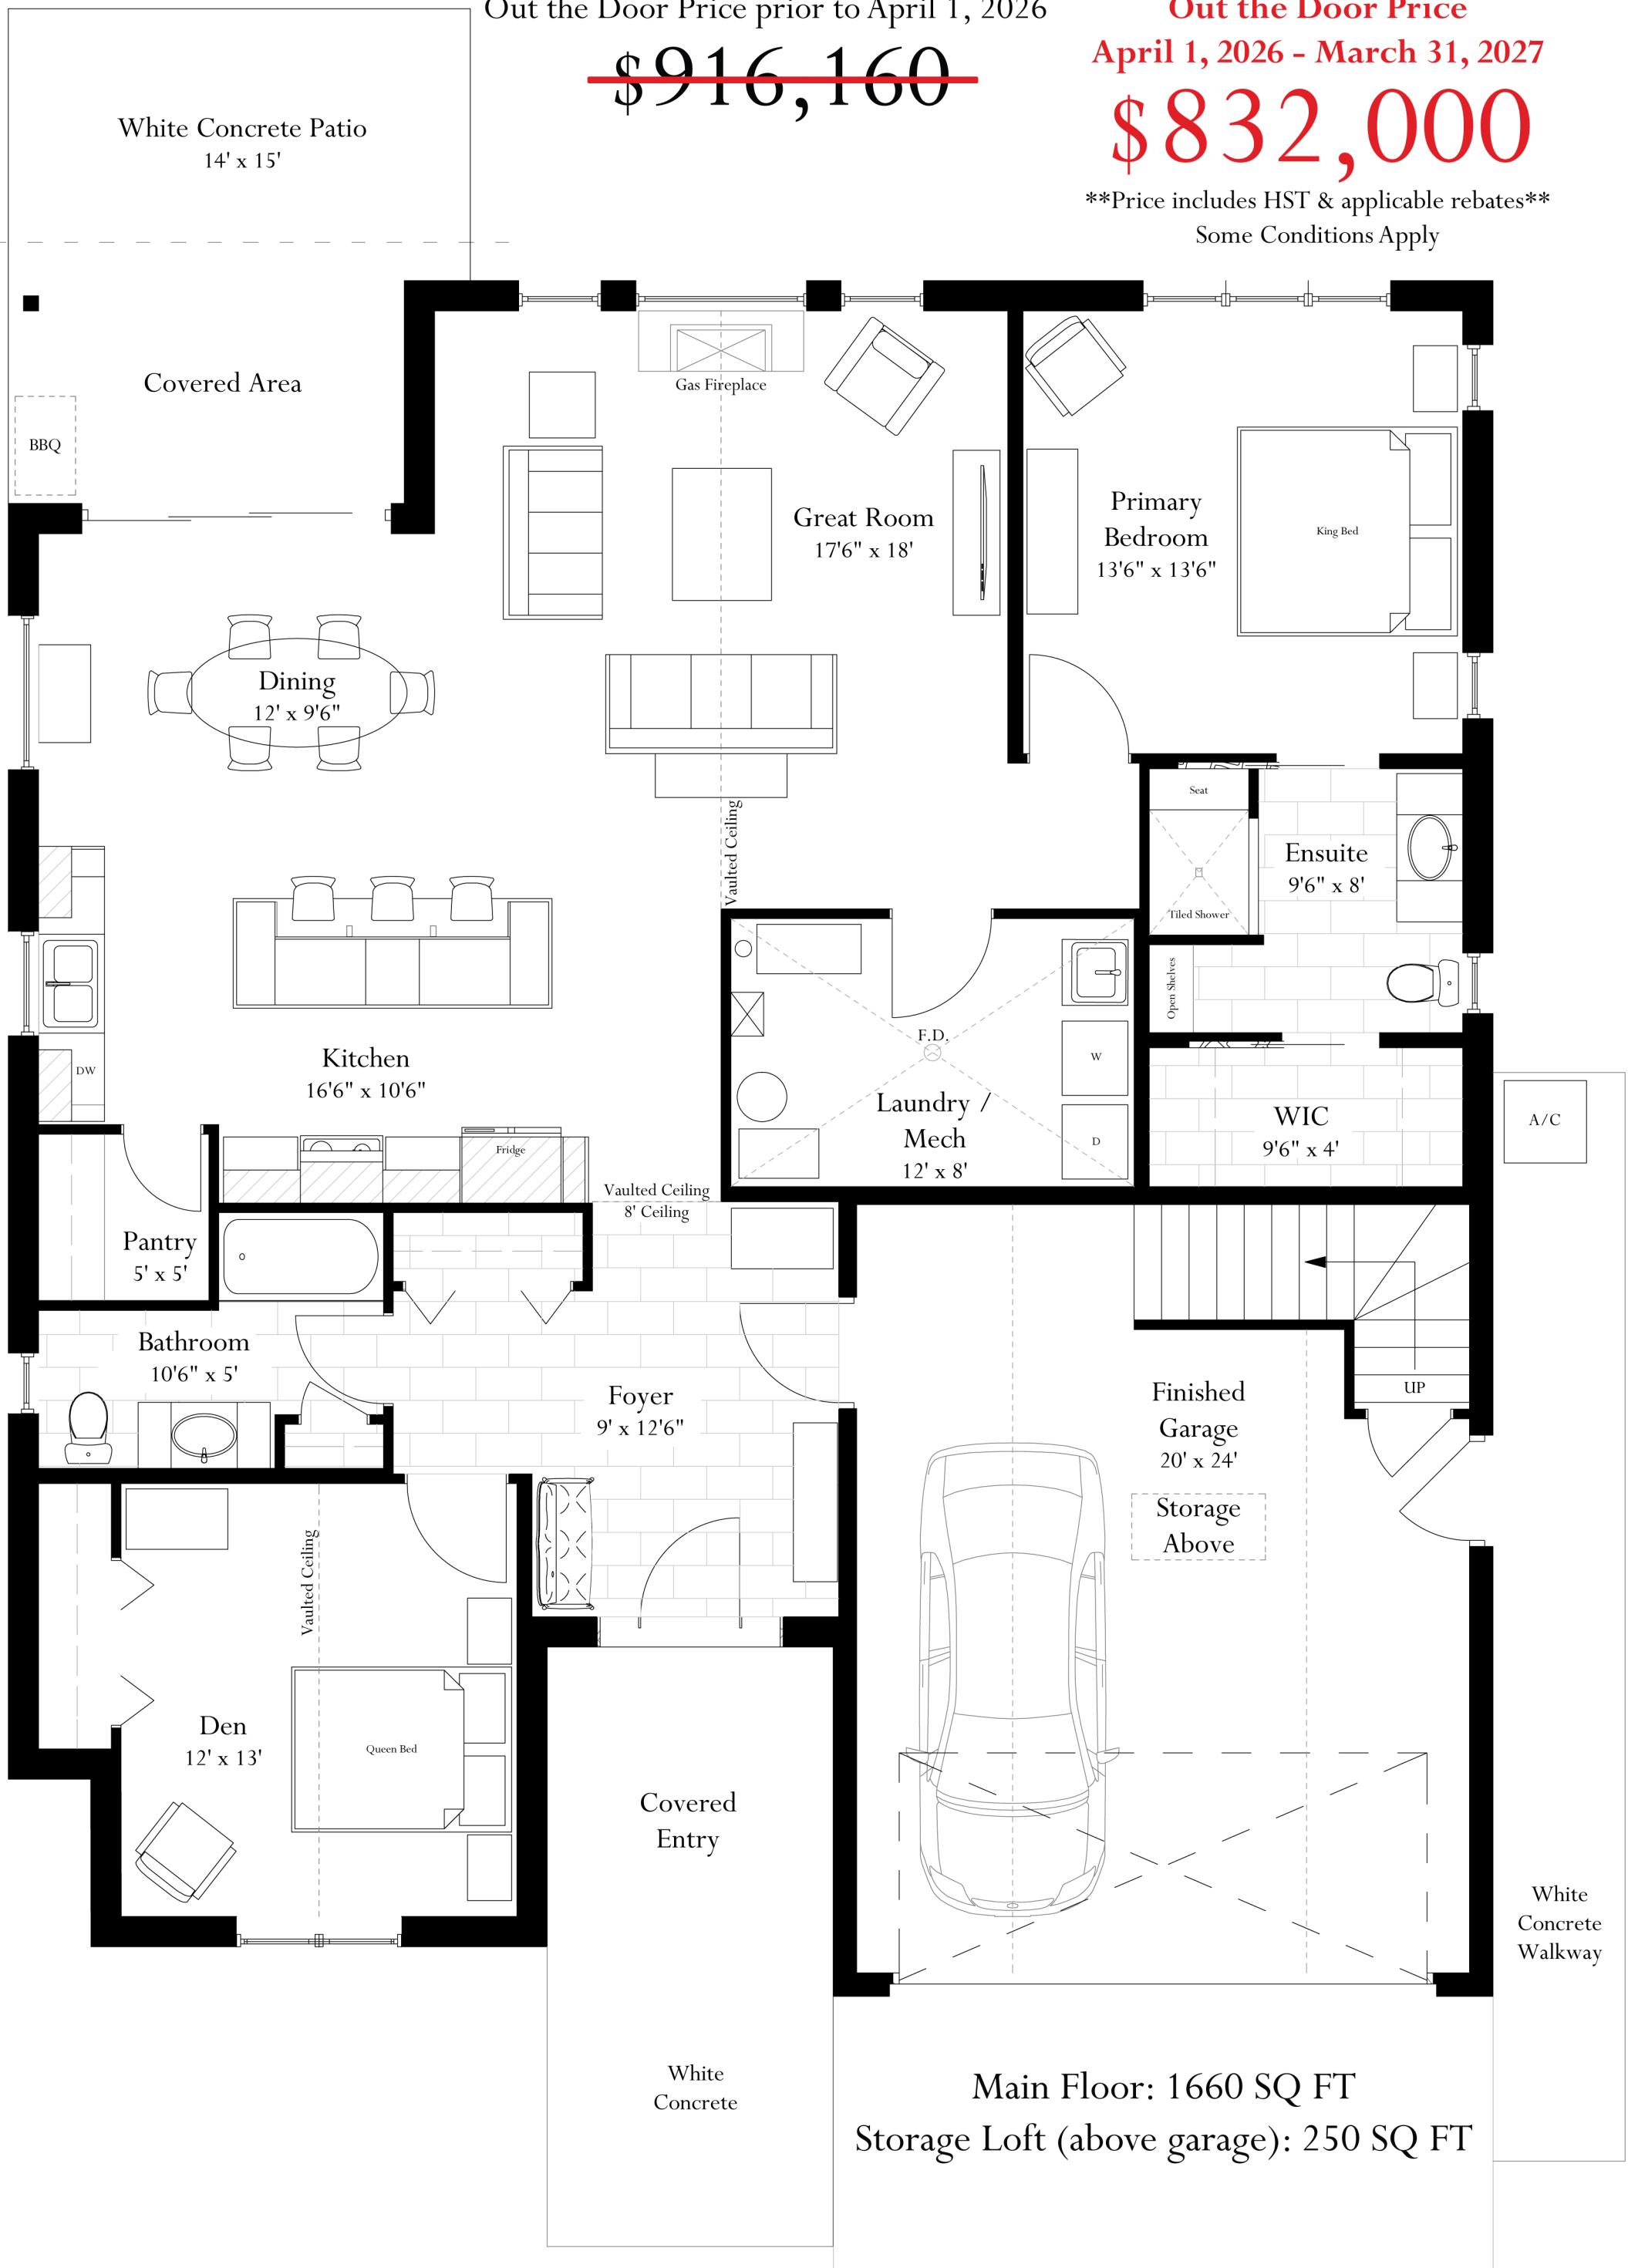 Out the Door Price prior to April 1, 2026
$916,160
Out the Door Price
April 1, 2026 - March 31, 2027
$832,000
**Price includes HST & applicable rebates**
Some Conditions Apply
White Concrete Patio
14' x 15'
Covered Area
BBQ
Gas Fireplace
Great Room
17'6" x 18'
Primary
Bedroom
13'6" x 13'6"
King Bed
Dining
12' x 9'6"
Vaulted Ceiling
Seat
Tiled Shower
Ensuite
9'6" x 8'
Open Shelves
Kitchen
16'6" x 10'6"
DW
Fridge
F.D.
Laundry /
Mech
12' x 8'
W
D
WIC
9'6" x 4'
A/C
Vaulted Ceiling
8' Ceiling
Pantry
5' x 5'
Bathroom
10'6" x 5'
Foyer
9' x 12'6"
Finished
Garage
20' x 24'
Storage
Above
UP
Vaulted Ceiling
Den
12' x 13'
Queen Bed
Covered
Entry
White
Concrete
Walkway
White
Concrete
Main Floor: 1660 SQ FT
Storage Loft (above garage): 250 SQ FT